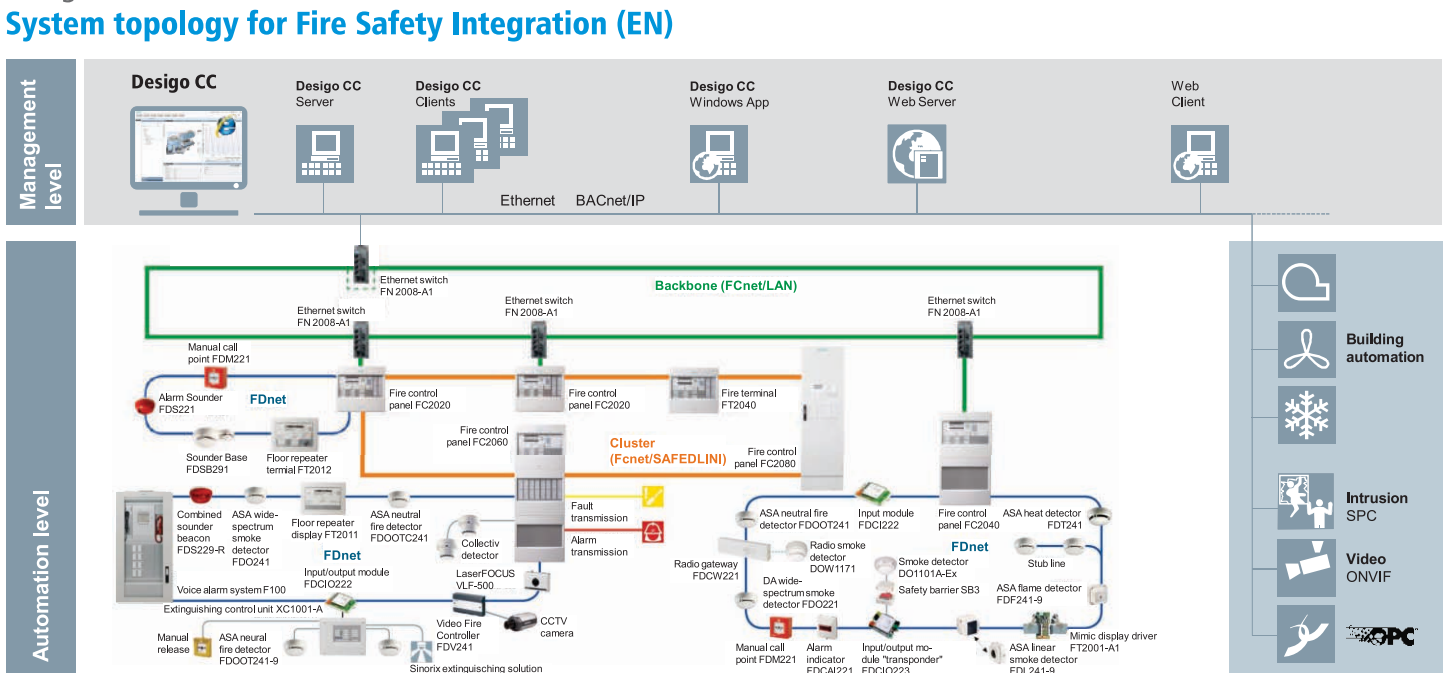 System topology for Fire Safety Integration (EN)
Management
level
Desigo CC
Desigo CC
Server
Desigo CC
Clients
Desigo CC
Windows App
Desigo CC
Web Server
Web
Client
Ethernet BACnet/IP
Automation level
Ethernet switch
FN 2008-A1
Backbone (FCnet/LAN)
Ethernet switch
FN 2008-A1
Ethernet switch
FN 2008-A1
Ethernet switch
FN 2008-A1
Manual call
point FDM221
Alarm Sounder
FDS221
FDnet
Fire control
panel FC2020
Fire control
panel FC2020
Fire terminal
FT2040
Sounder Base
FDSB291
Floor repeater
termial FT2012
Fire control
panel FC2060
Cluster
(Fcnet/SAFEDLINI)
Fire control
panel FC2080
Combined
sounder
beacon
FDS229-R
ASA wide-
spectrum
smoke
detector
FDO241
Floor repeater
display FT2011
FDnet
ASA neutral
fire detector
FDOOTC241
Collectiv
detector
Fault
transmission
Alarm
transmission
Input/output module
FDCIO222
LaserFOCUS
VLF-500
Voice alarm system F100
Extinguishing control unit XC1001-A
Manual
release
ASA neural
fire detector
FDOOT241-9
Video Fire
Controller
FDV241
CCTV
camera
Sinorix extinguisching solution
ASA neutral fire
detector FDOOT241
Input module
FDCI222
Fire control
panel FC2040
ASA heat detector
FDT241
FDnet
Radio gateway
FDCW221
Radio smoke
detector
DOW1171
Smoke detector
DO1101A-Ex
Safety barrier SB3
Stub line
DA wide-
spectrum smoke
detector FDO221
ASA flame detector
FDF241-9
Manual call
point FDM221
Alarm
indicator
FDCAI221
Input/output mo-
dule "transponder"
FDCIO223
ASA linear
smoke detector
FDL241-9
Mimic display driver
FT2001-A1
Building
automation
Intrusion
SPC
Video
ONVIF
OPC